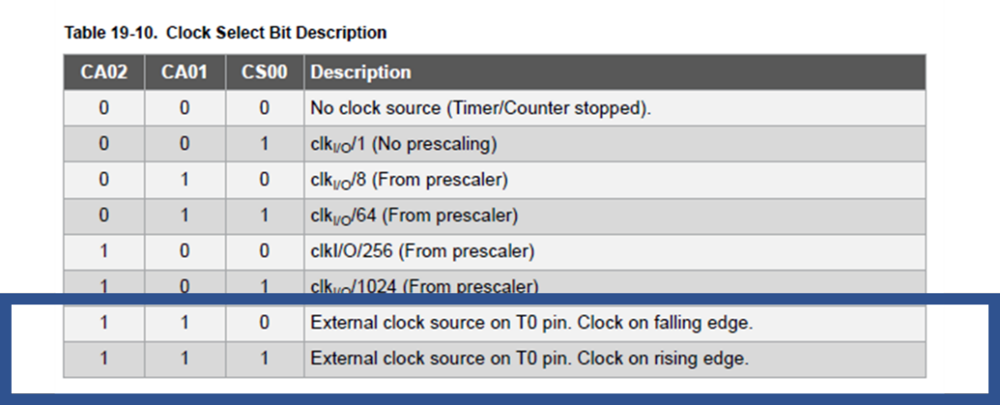 Table 19-10. Clock Select Bit Description
CA02 CA01 CS00 Description
0 0 0 No clock source (Timer/Counter stopped).
0 0 1 clkI/O/1 (No prescaling)
0 1 0 clkI/O/8 (From prescaler)
0 1 1 clkI/O/64 (From prescaler)
1 0 0 clkI/O/256 (From prescaler)
1 0 1 clkI/O/1024 (From prescaler)
1 1 0 External clock source on T0 pin. Clock on falling edge.
1 1 1 External clock source on T0 pin. Clock on rising edge.